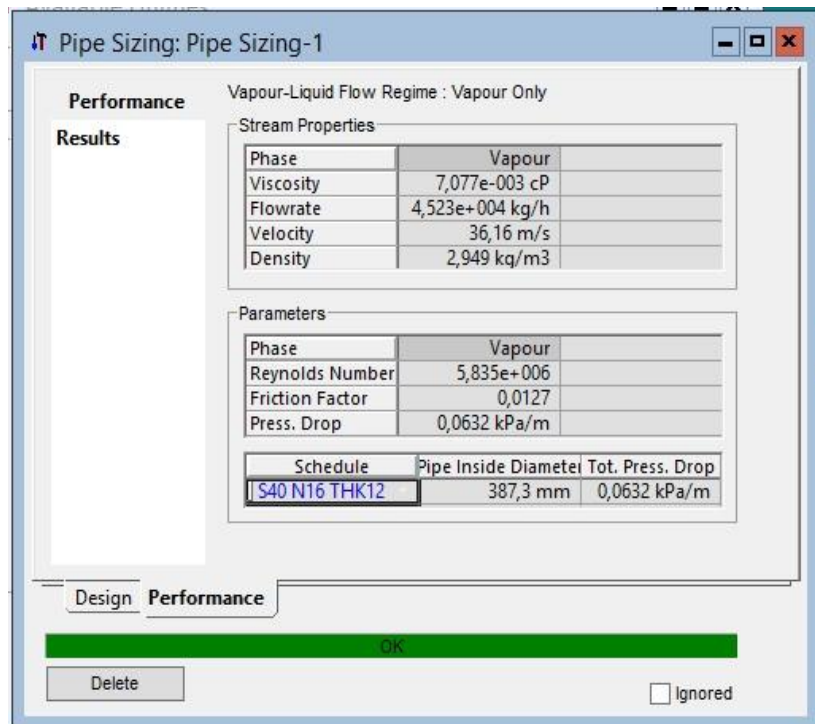 Pipe Sizing: Pipe Sizing-1
Performance
Results
Vapour-Liquid Flow Regime : Vapour Only
Stream Properties
Phase Vapour
Viscosity 7,077e-003 cP
Flowrate 4,523e+004 kg/h
Velocity 36,16 m/s
Density 2,949 kg/m3
Parameters
Phase Vapour
Reynolds Number 5,835e+006
Friction Factor 0,0127
Press. Drop 0,0632 kPa/m
Schedule Pipe Inside Diameter Tot. Press. Drop
S40 N16 THK12 387,3 mm 0,0632 kPa/m
Design Performance
OK
Delete
Ignored